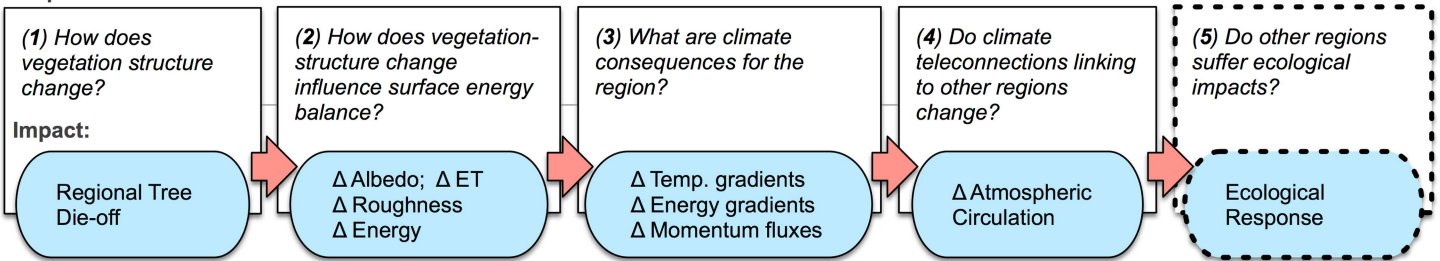 (1) How does
vegetation structure
change?
Impact:
Regional Tree
Die-off
(2) How does vegetation-
structure change
influence surface energy
balance?
Δ Albedo; Δ ET
Δ Roughness
Δ Energy
(3) What are climate
consequences for the
region?
Δ Temp. gradients
Δ Energy gradients
Δ Momentum fluxes
(4) Do climate
teleconnections linking
to other regions
change?
Δ Atmospheric
Circulation
(5) Do other regions
suffer ecological
impacts?
Ecological
Response